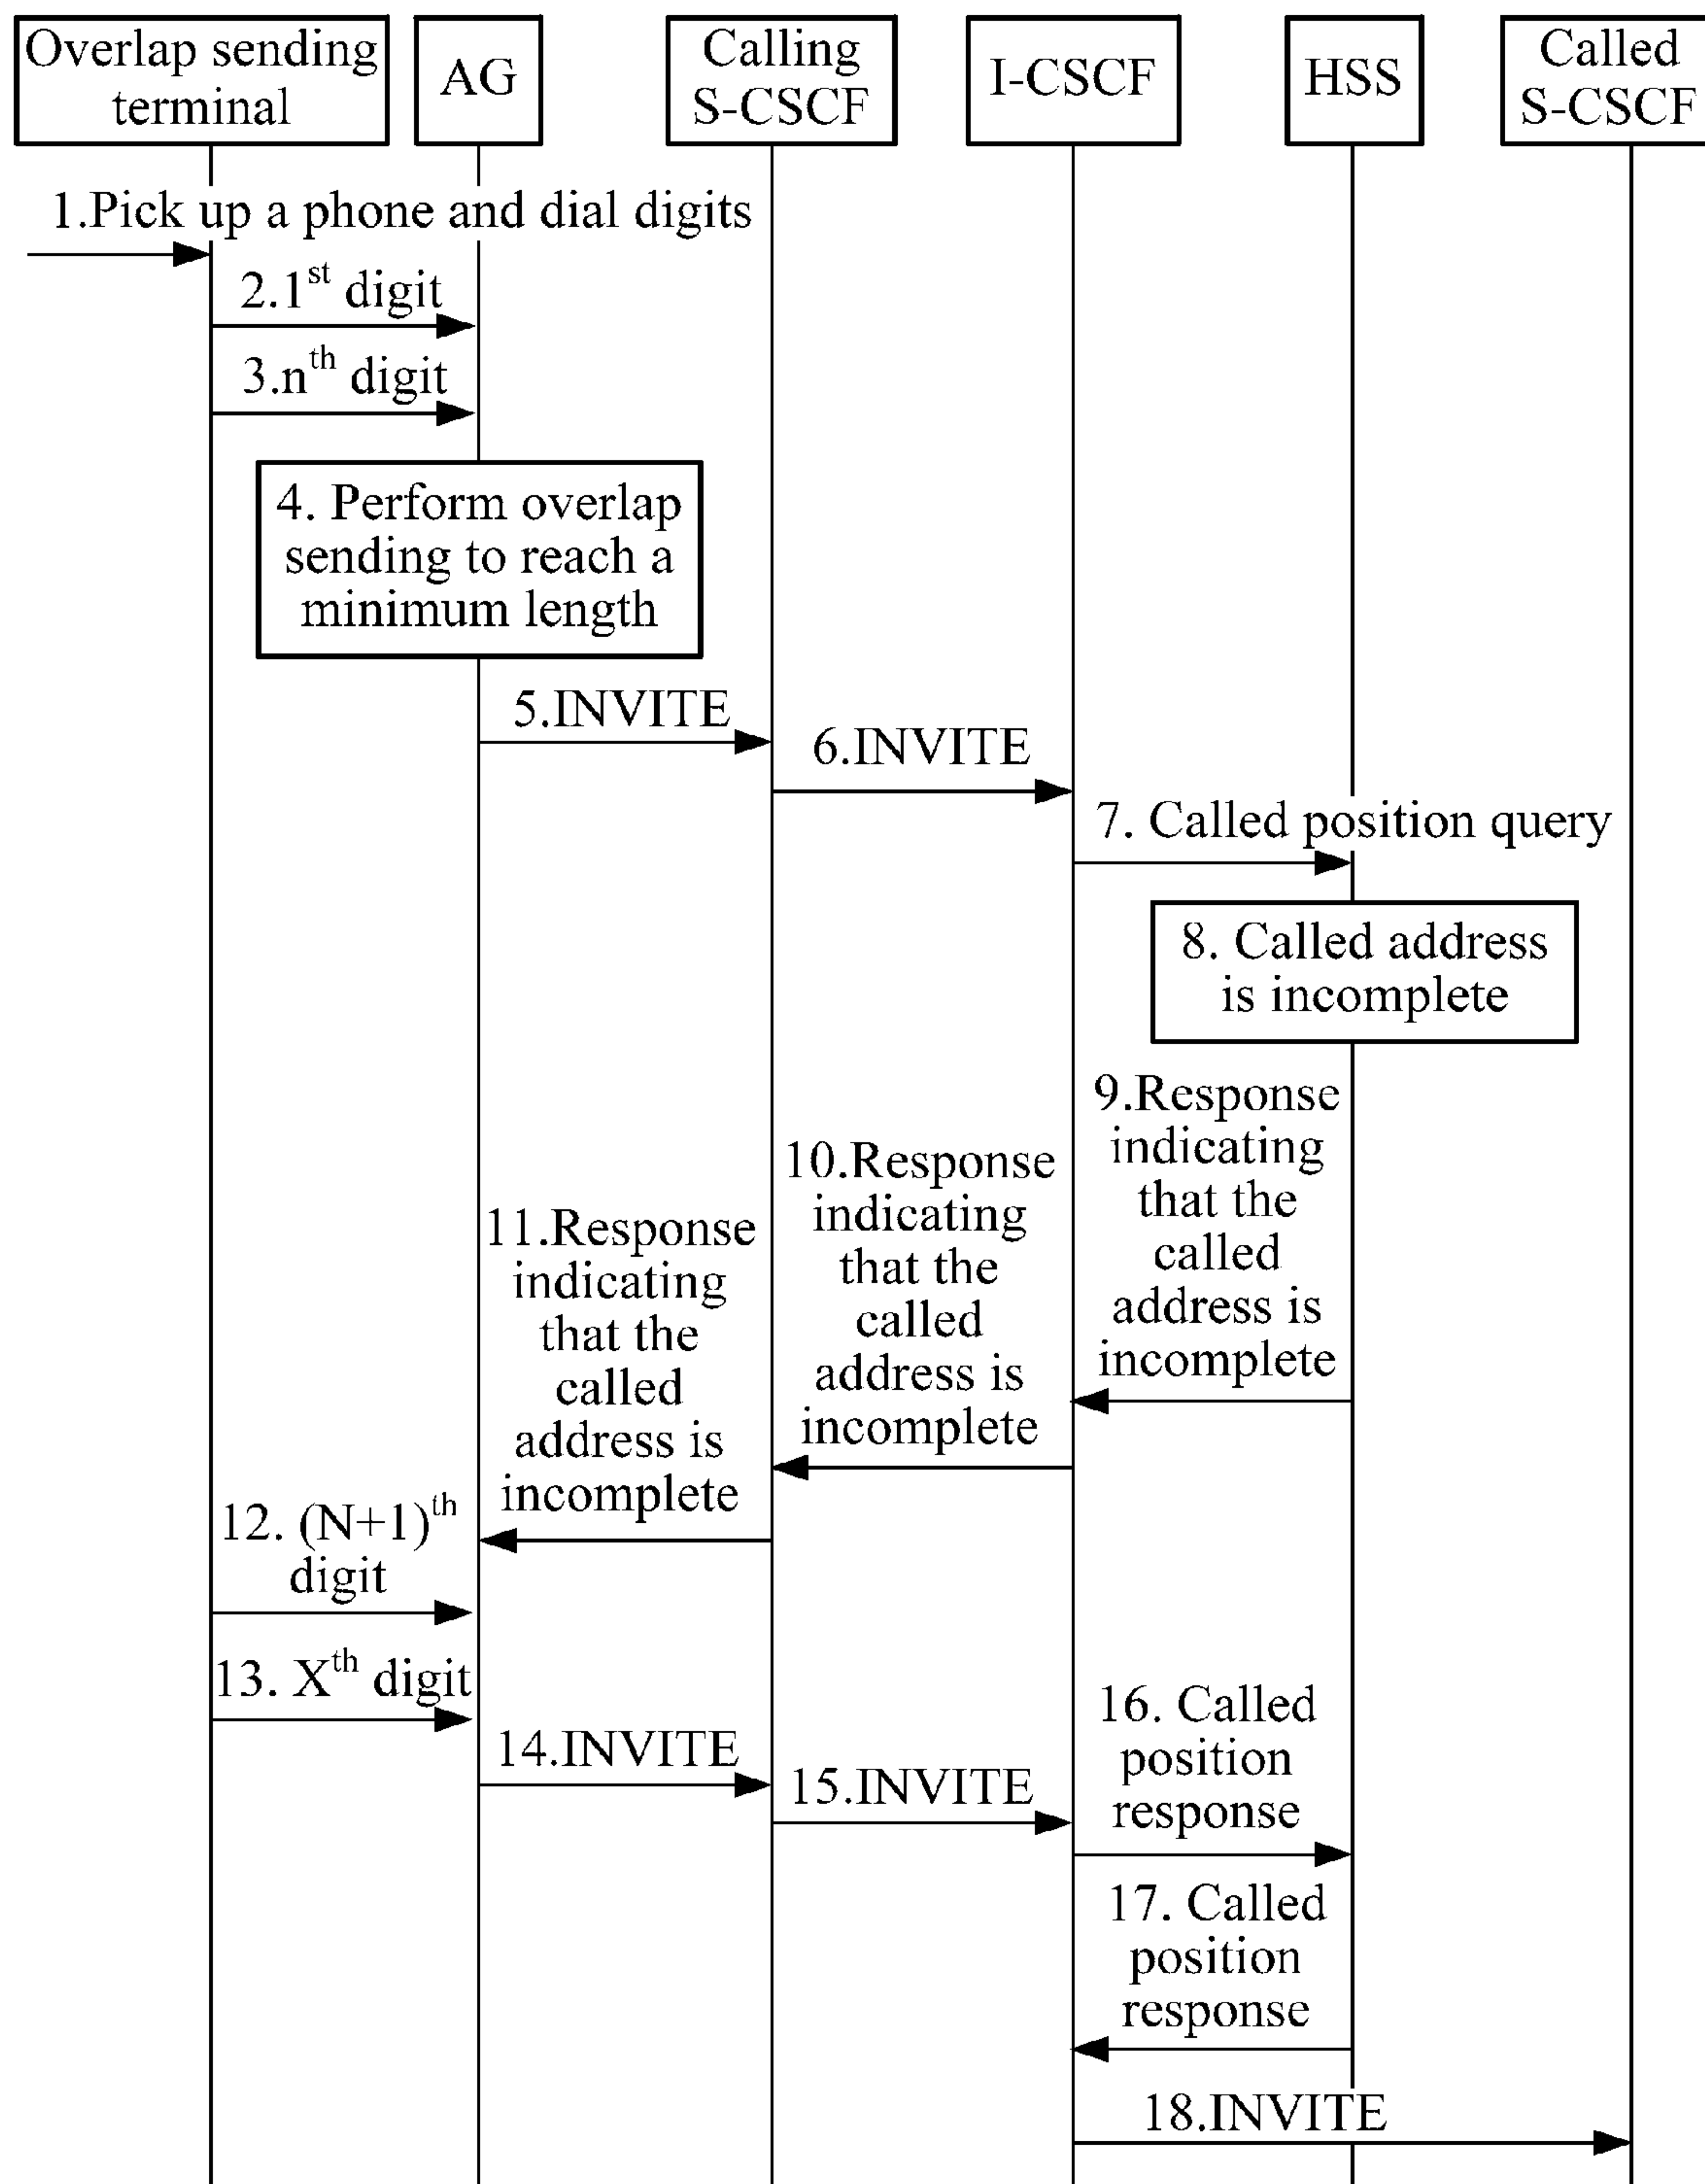 Overlap sending
terminal
AG
Calling
S-CSCF
I-CSCF
HSS
Called
S-CSCF
1.Pick up a phone and dial digits
2.1st digit
3.nth digit
4. Perform overlap
sending to reach a
minimum length
5.INVITE
6.INVITE
7. Called position query
8. Called address
is incomplete
9.Response
indicating
that the
called
address is
incomplete
10.Response
indicating
that the
called
address is
incomplete
11.Response
indicating
that the
called
address is
incomplete
12. (N+1)th
digit
13. Xth digit
14.INVITE
15.INVITE
16. Called
position
response
17. Called
position
response
18.INVITE